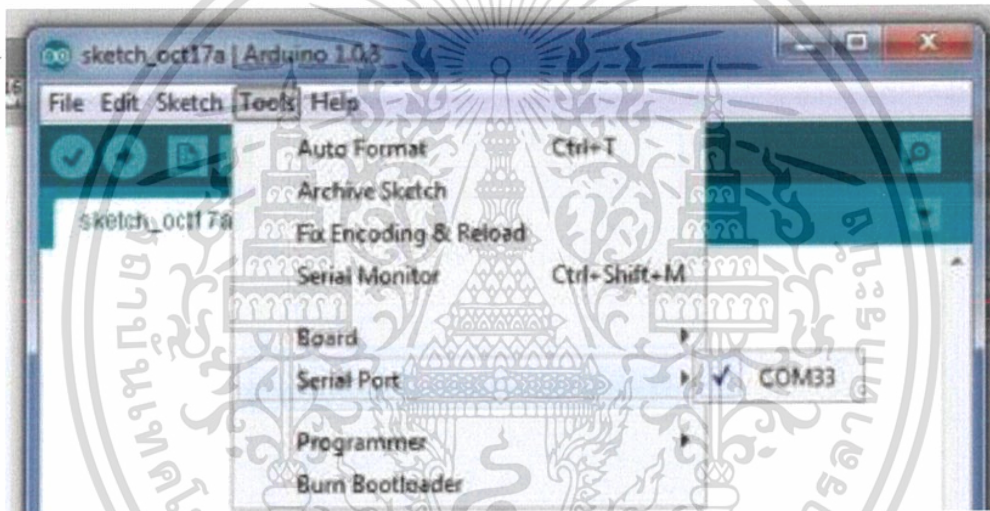 sketch_oct17a | Arduino 1.0.3
File Edit Sketch Tools Help
Auto Format Ctrl+T
Archive Sketch
sketch_oct17a
Fix Encoding & Reload
Serial Monitor Ctrl+Shift+M
Board
Serial Port
COM33
Programmer
Burn Bootloader